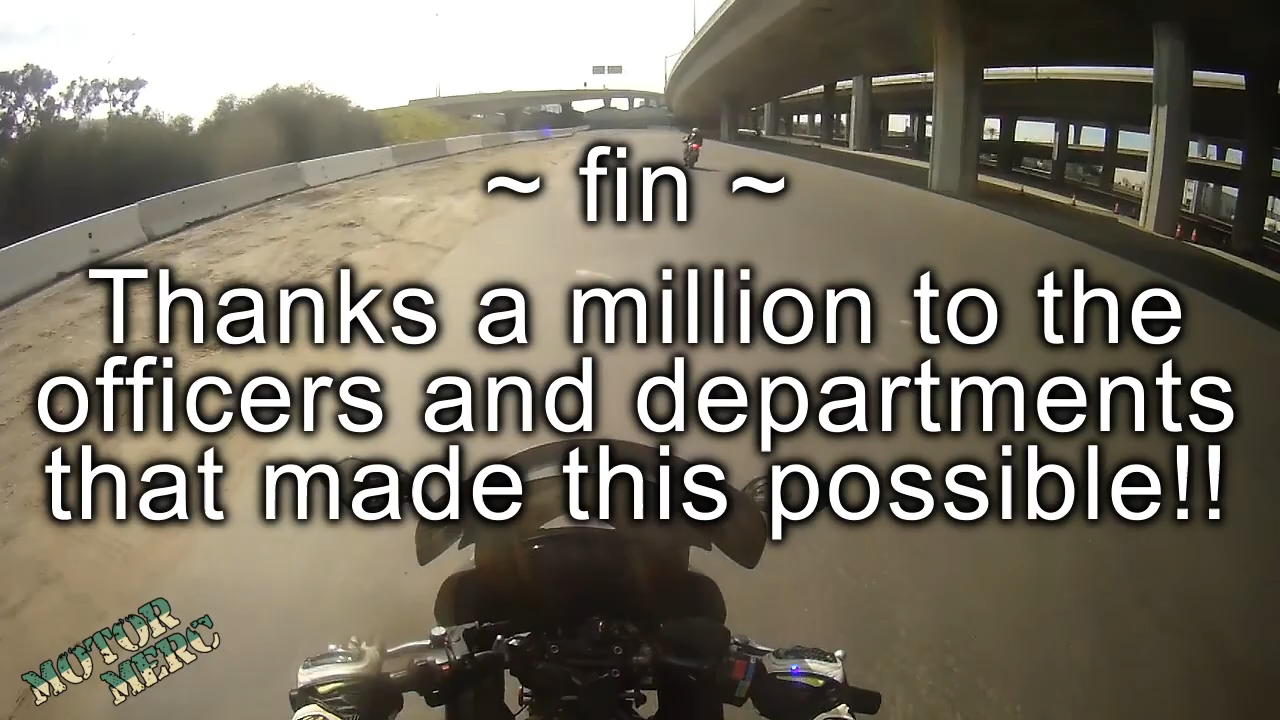 ~ fin ~
Thanks a million to the
officers and departments
that made this possible!!
MOTOR
MERC